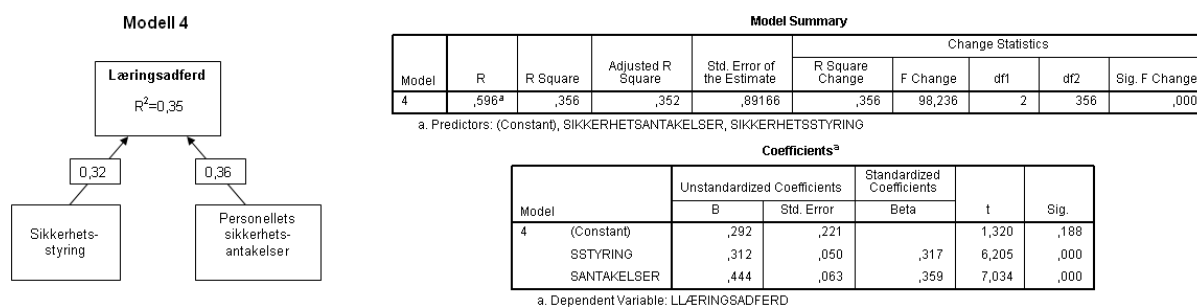 Modell 4
Læringsadferd
R²=0,35
0,32
0,36
Sikkerhets-
styring
Personellets
sikkerhets-
antakelser
Model Summary
Model R R Square Adjusted R Square Std. Error of the Estimate Change Statistics
R Square Change F Change df1 df2 Sig. F Change
4 ,596ª ,356 ,352 ,89166 ,356 98,236 2 356 ,000
a. Predictors: (Constant), SIKKERHETSANTAKELSER, SIKKERHETSSTYRING
Coefficientsª
Model Unstandardized Coefficients Standardized Coefficients t Sig.
B Std. Error Beta
4 (Constant) ,292 ,221 1,320 ,188
SSTYRING ,312 ,050 ,317 6,205 ,000
SANTAKELSER ,444 ,063 ,359 7,034 ,000
a. Dependent Variable: LLÆRINGSADFERD